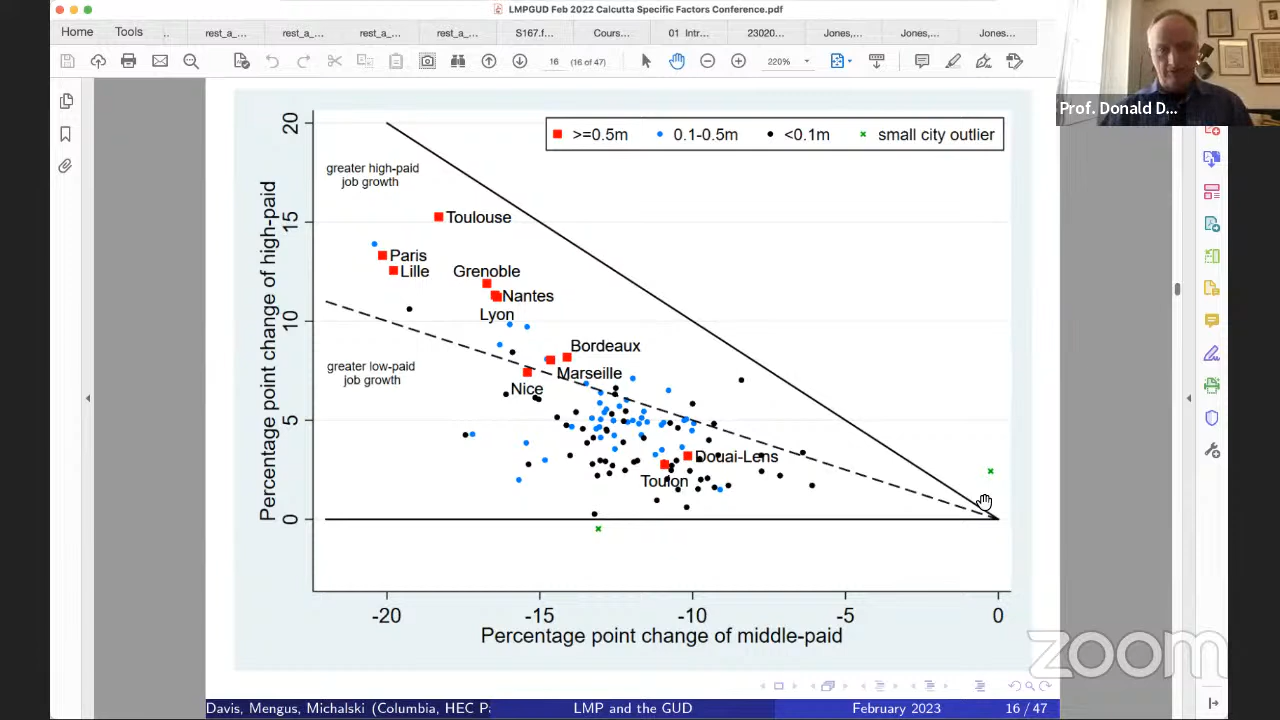 LMPGUD Feb 2022 Calcutta Specific Factors Conference.pdf
Home Tools .. rest_a_... rest_a_... rest_a_... rest_a_... S167.f... Cours... 01 Intr... 23020... Jones,... Jones,... Jones...
16 (16 of 47) 220%
Prof. Donald D...
>=0.5m 0.1-0.5m <0.1m small city outlier
20
15
10
5
0
Percentage point change of high-paid
greater high-paid
job growth
Toulouse
Paris
Lille
Grenoble
Nantes
Lyon
greater low-paid
job growth
Bordeaux
Marseille
Nice
Douai-Lens
Toulon
-20 -15 -10 -5 0
Percentage point change of middle-paid
zoom
Davis, Mengus, Michalski (Columbia, HEC Pa LMP and the GUD February 2023 16 / 47